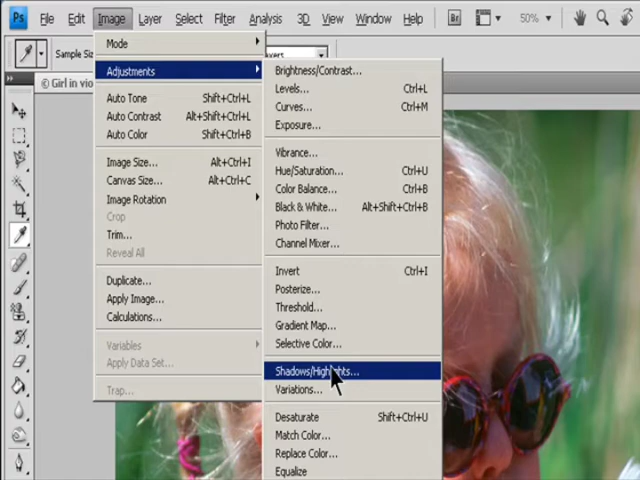 Ps File Edit Image Layer Select Filter Analysis 3D View Window Help Br 50%
Sample Siz
© Girl in vio
Mode
Adjustments
Auto Tone Shift+Ctrl+L
Auto Contrast Alt+Shift+Ctrl+L
Auto Color Shift+Ctrl+B
Image Size... Alt+Ctrl+I
Canvas Size... Alt+Ctrl+C
Image Rotation
Crop
Trim...
Reveal All
Duplicate...
Apply Image...
Calculations...
Variables
Apply Data Set...
Trap...
Brightness/Contrast...
Levels... Ctrl+L
Curves... Ctrl+M
Exposure...
Vibrance...
Hue/Saturation... Ctrl+U
Color Balance... Ctrl+B
Black & White... Alt+Shift+Ctrl+B
Photo Filter...
Channel Mixer...
Invert Ctrl+I
Posterize...
Threshold...
Gradient Map...
Selective Color...
Shadows/Highlights...
Variations...
Desaturate Shift+Ctrl+U
Match Color...
Replace Color...
Equalize